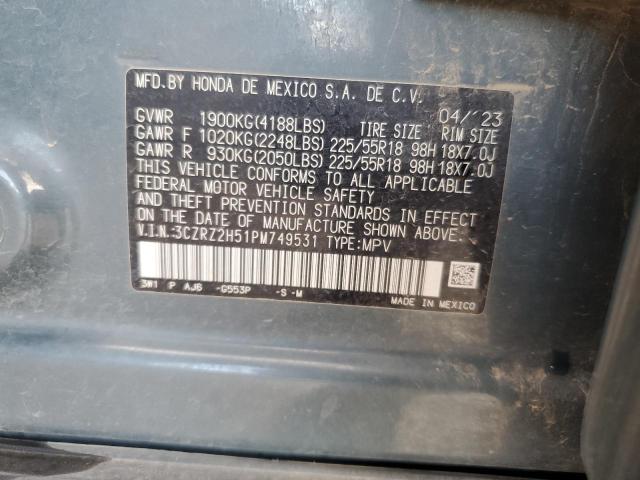 MFD.BY HONDA DE MEXICO S.A. DE C.V.
04/'23
GVWR 1900KG(4188LBS) TIRE SIZE RIM SIZE
GAWR F 1020KG(2248LBS) 225/55R18 98H 18X7.0J
GAWR R 930KG(2050LBS) 225/55R18 98H 18X7.0J
THIS VEHICLE CONFORMS TO ALL APPLICABLE
FEDERAL MOTOR VEHICLE SAFETY
AND THEFT PREVENTION STANDARDS IN EFFECT
ON THE DATE OF MANUFACTURE SHOWN ABOVE.
V.I.N.:3CZRZ2H51PM749531 TYPE:MPV
3W1 P AJ6 -G553P -S -M
MADE IN MEXICO